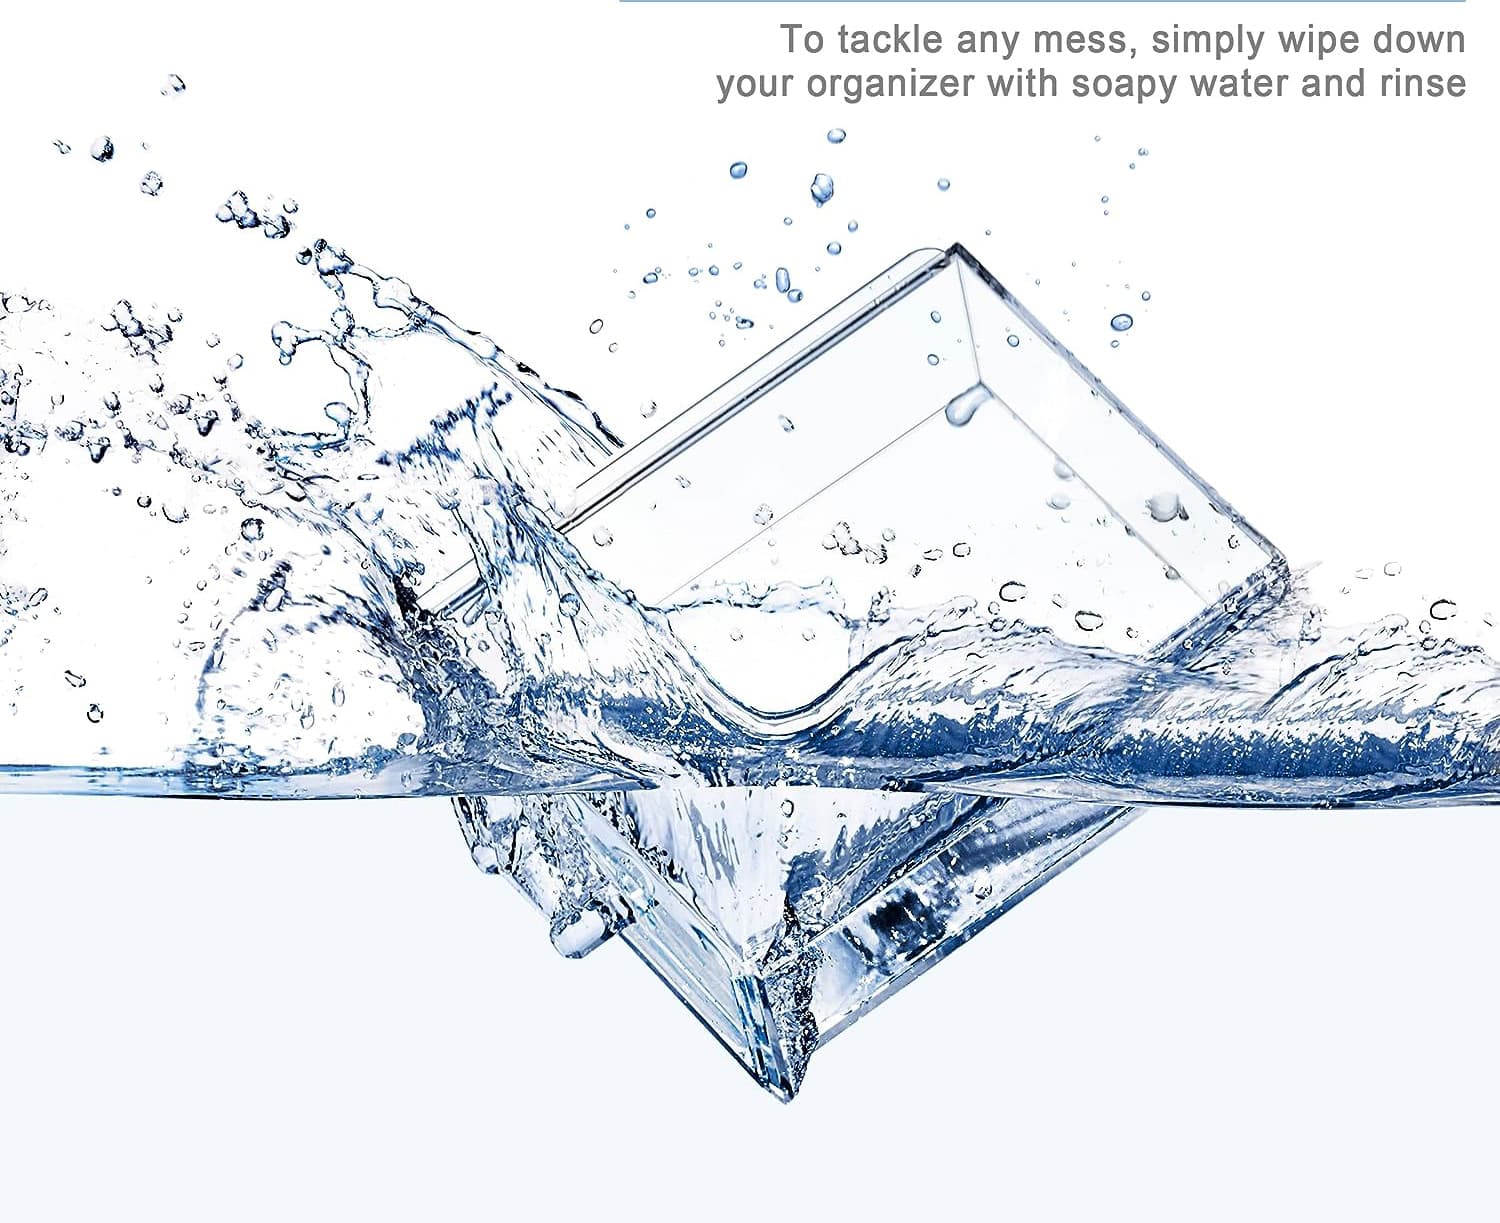 To tackle any mess, simply wipe down
your organizer with soapy water and rinse